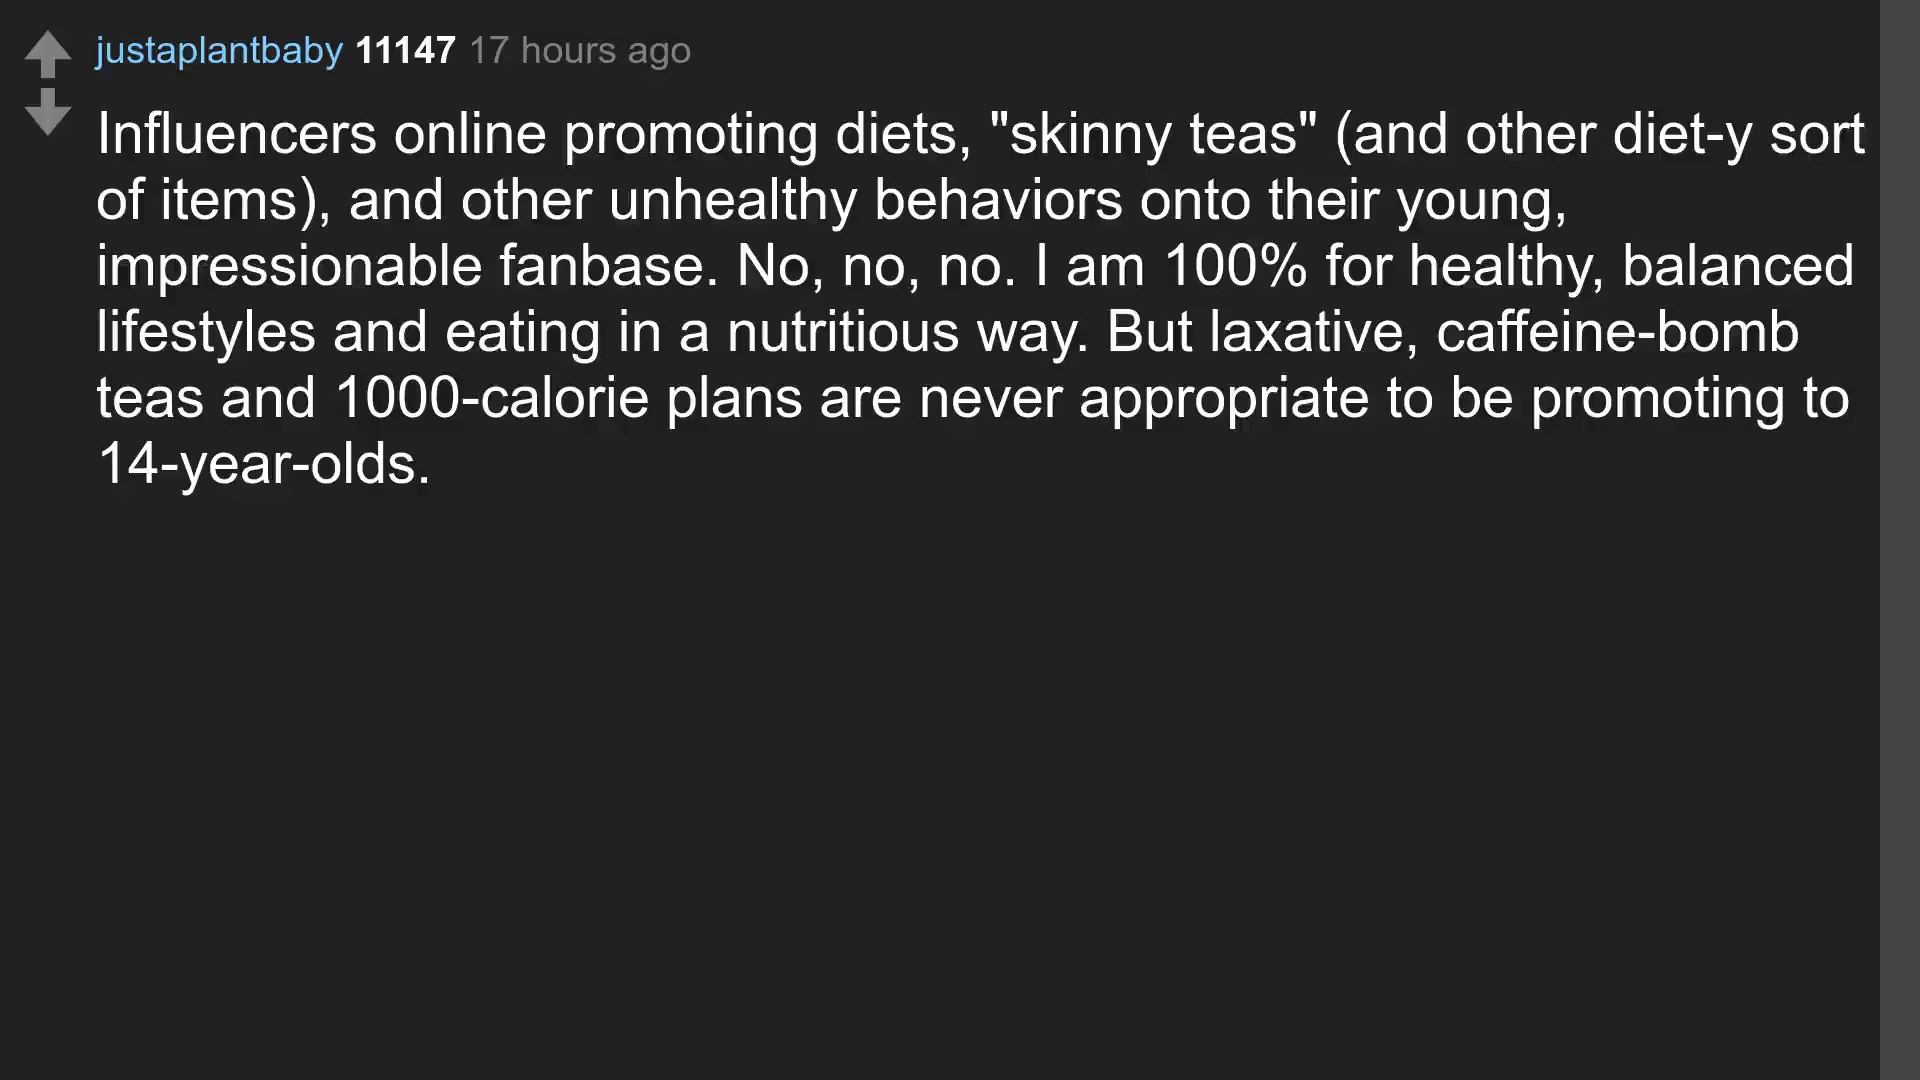 justaplantbaby 11147 17 hours ago
Influencers online promoting diets, "skinny teas" (and other diet-y sort
of items), and other unhealthy behaviors onto their young,
impressionable fanbase. No, no, no. I am 100% for healthy, balanced
lifestyles and eating in a nutritious way. But laxative, caffeine-bomb
teas and 1000-calorie plans are never appropriate to be promoting to
14-year-olds.